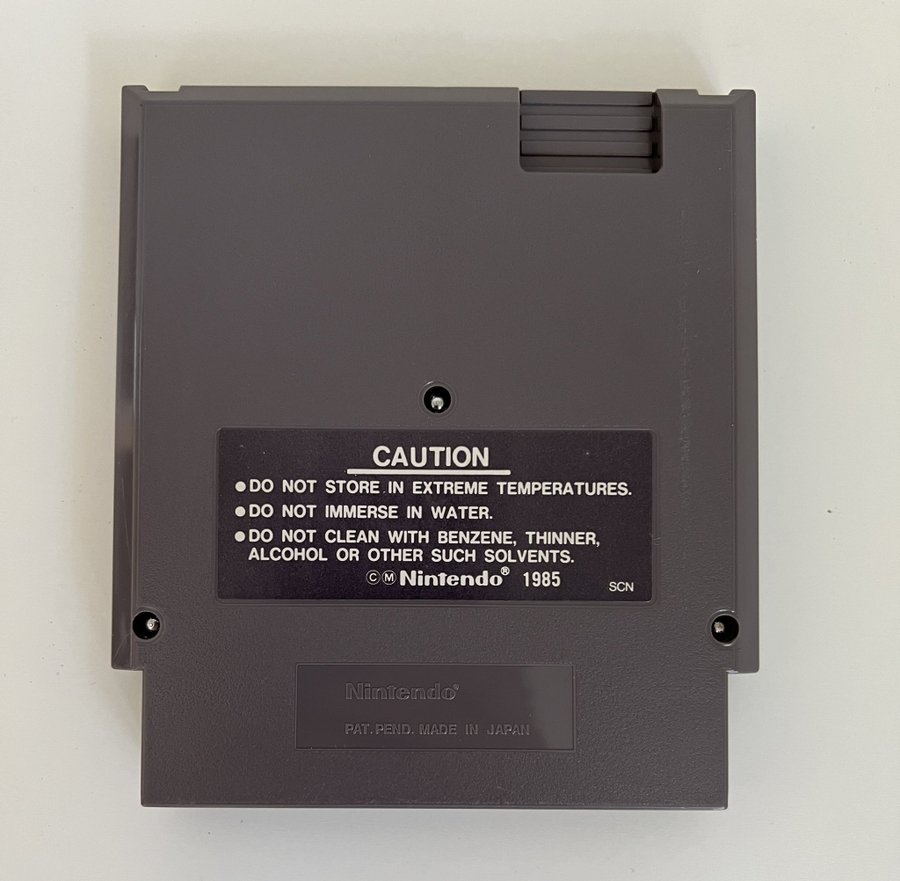 CAUTION
●DO NOT STORE IN EXTREME TEMPERATURES.
●DO NOT IMMERSE IN WATER.
●DO NOT CLEAN WITH BENZENE, THINNER,
ALCOHOL OR OTHER SUCH SOLVENTS.
ⒸⓂNintendo® 1985
SCN
Nintendo®
PAT. PEND. MADE IN JAPAN